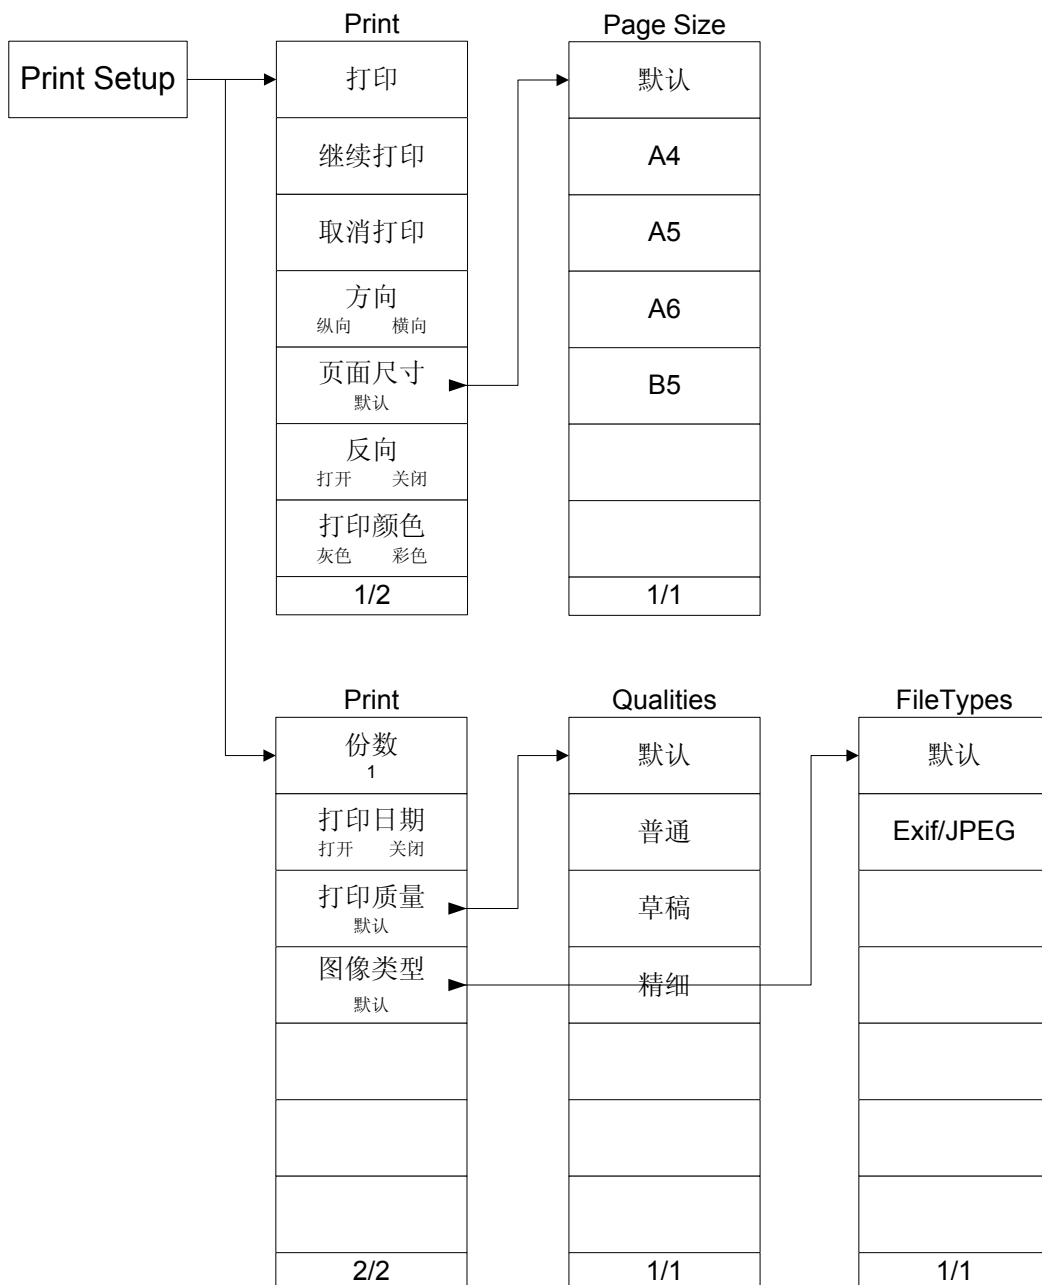 Print Setup
Print
打印
继续打印
取消打印
方向
纵向 横向
页面尺寸
默认
反向
打开 关闭
打印颜色
灰色 彩色
1/2
Page Size
默认
A4
A5
A6
B5
1/1
Print
份数
1
打印日期
打开 关闭
打印质量
默认
图像类型
默认
2/2
Qualities
默认
普通
草稿
精细
1/1
FileTypes
默认
Exif/JPEG
1/1